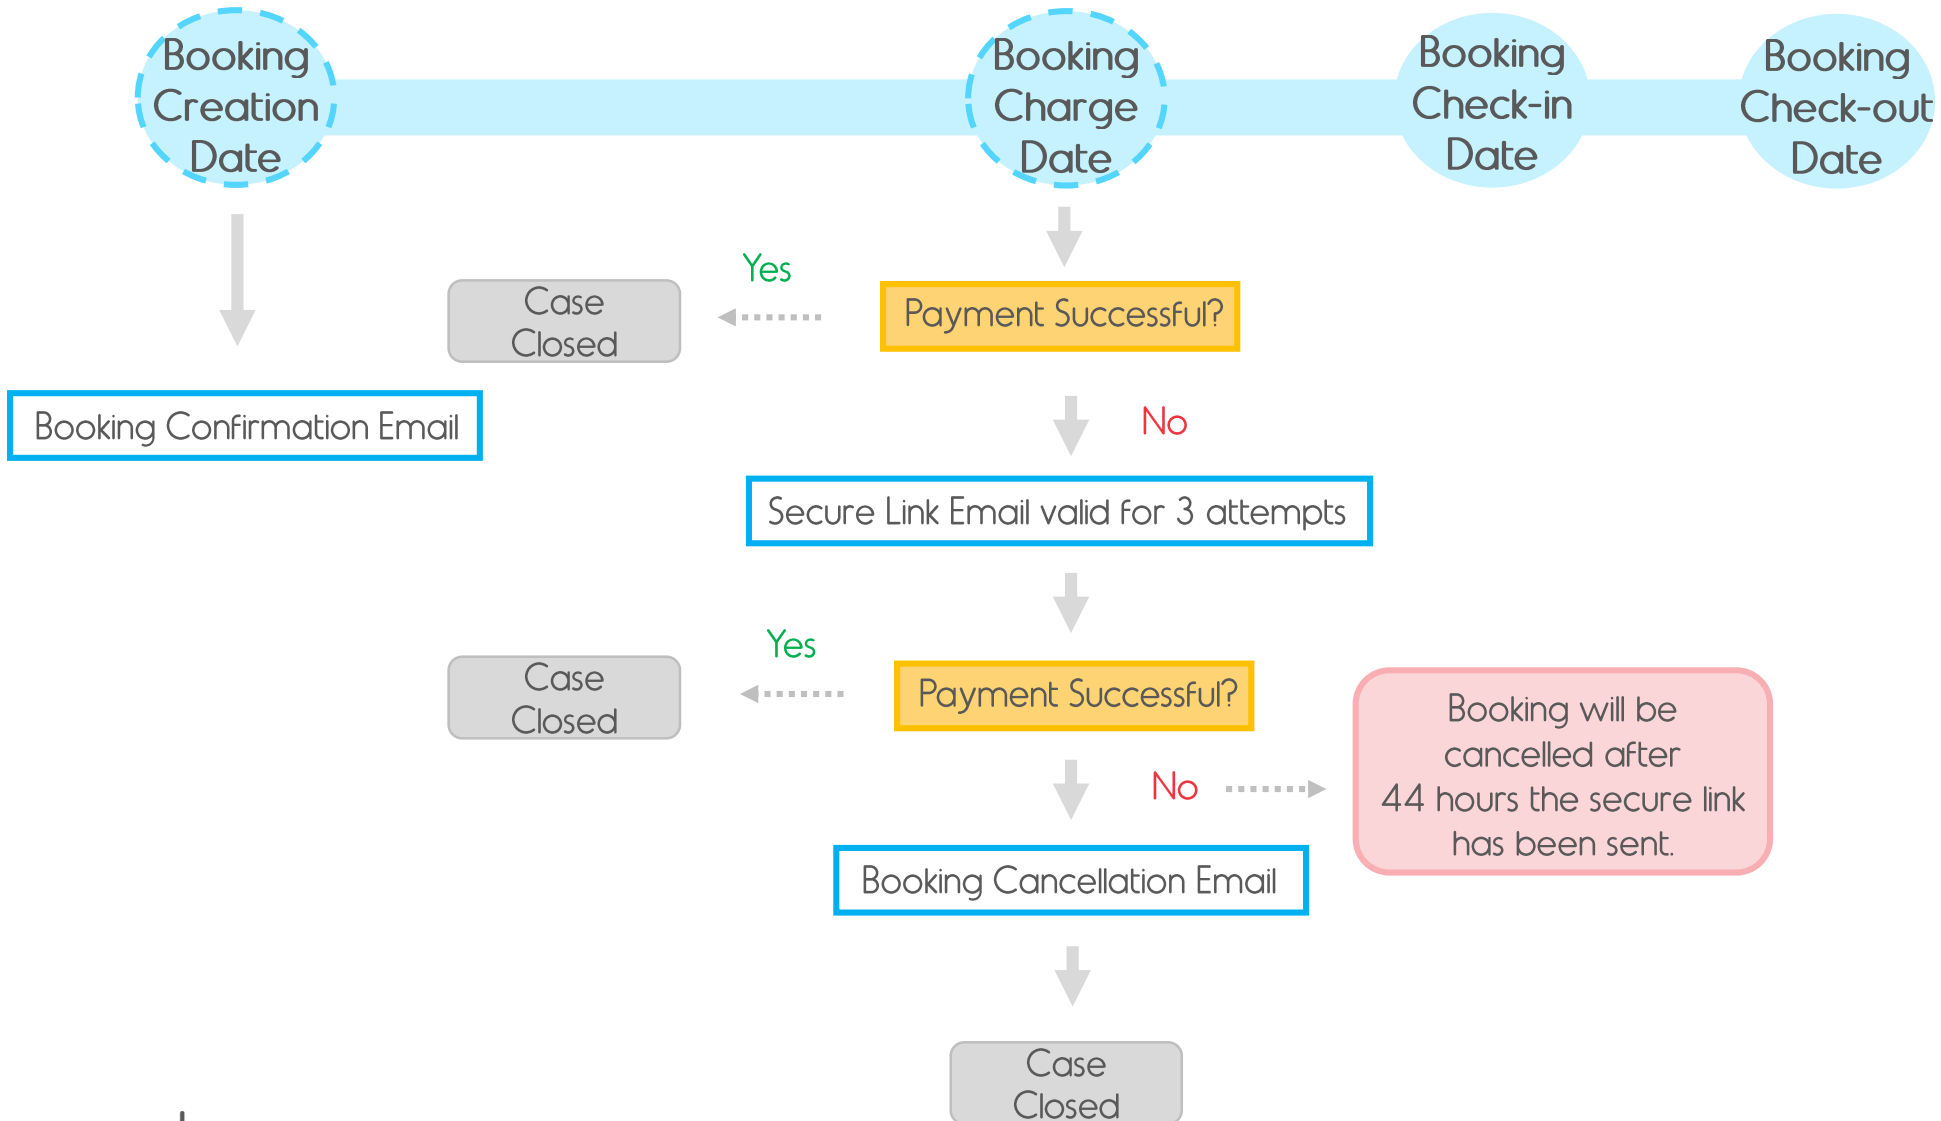 Booking
Creation
Date
Booking
Charge
Date
Booking
Check-in
Date
Booking
Check-out
Date
Yes
Case
Closed
Payment Successful?
Booking Confirmation Email
No
Secure Link Email valid for 3 attempts
Yes
Case
Closed
Payment Successful?
No
Booking will be
cancelled after
44 hours the secure link
has been sent.
Booking Cancellation Email
Case
Closed